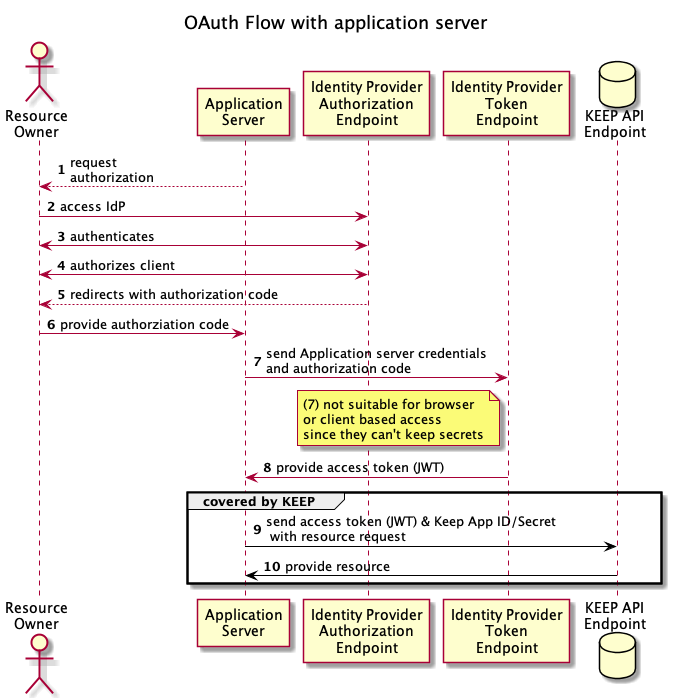 OAuth Flow with application server
Resource
Owner
Application
Server
Identity Provider
Authorization
Endpoint
Identity Provider
Token
Endpoint
KEEP API
Endpoint
1 request
authorization
2 access IdP
3 authenticates
4 authorizes client
5 redirects with authorization code
6 provide authorziation code
7 send Application server credentials
and authorization code
(7) not suitable for browser
or client based access
since they can't keep secrets
8 provide access token (JWT)
covered by KEEP
9 send access token (JWT) & Keep App ID/Secret
with resource request
10 provide resource
Resource
Owner
Application
Server
Identity Provider
Authorization
Endpoint
Identity Provider
Token
Endpoint
KEEP API
Endpoint